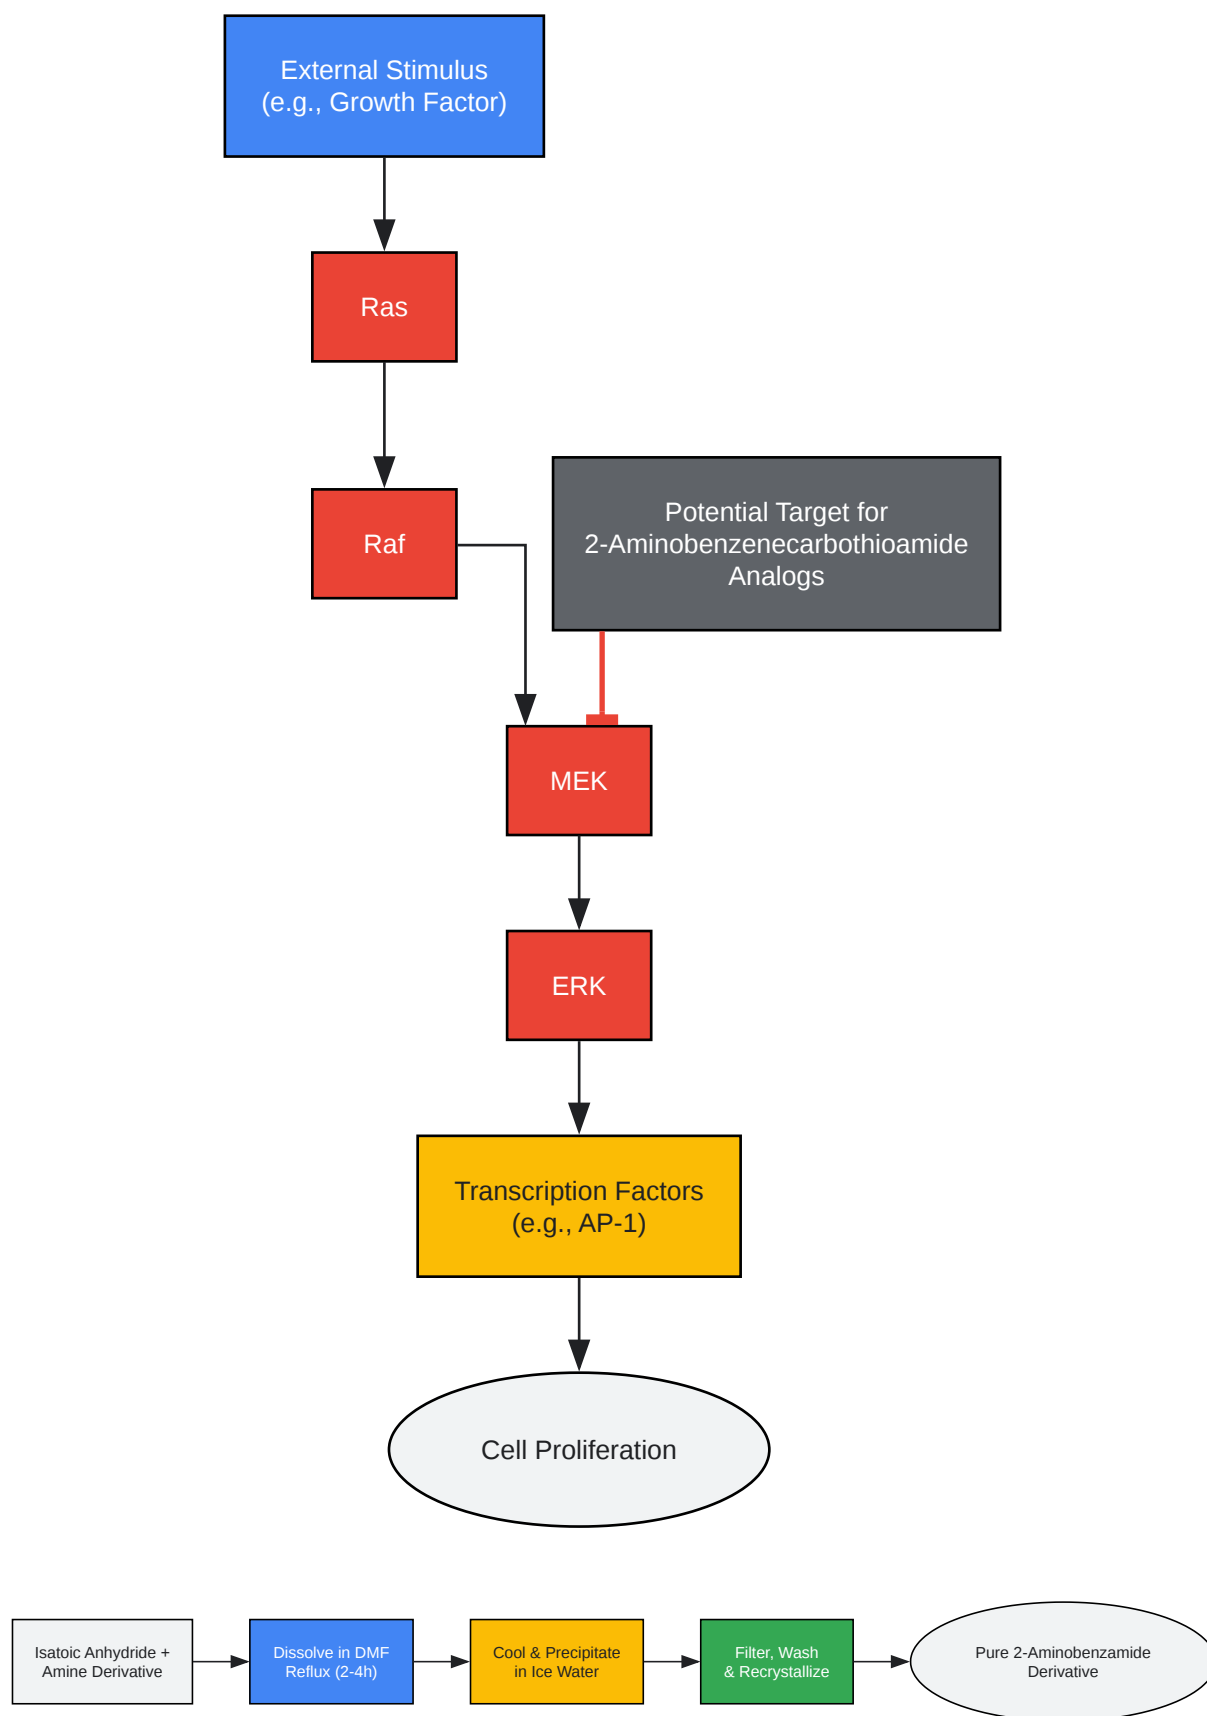 External Stimulus
(e.g., Growth Factor)
Ras
Raf
Potential Target for
2-Aminobenzenecarbothioamide
Analogs
MEK
ERK
Transcription Factors
(e.g., AP-1)
Cell Proliferation
Isatoic Anhydride +
Amine Derivative
Dissolve in DMF
Reflux (2-4h)
Cool & Precipitate
in Ice Water
Filter, Wash
& Recrystallize
Pure 2-Aminobenzamide
Derivative